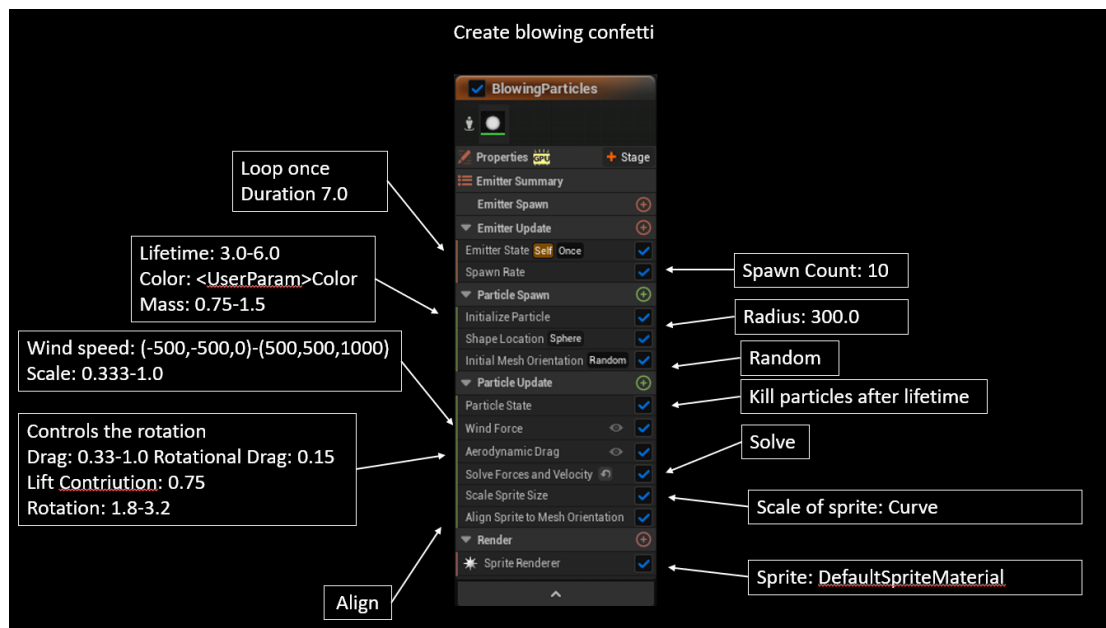 Create blowing confetti
BlowingParticles
Properties GPU + Stage
Emitter Summary
Emitter Spawn
Emitter Update
Emitter State Self Once
Spawn Rate
Particle Spawn
Initialize Particle
Shape Location Sphere
Initial Mesh Orientation Random
Particle Update
Particle State
Wind Force
Aerodynamic Drag
Solve Forces and Velocity
Scale Sprite Size
Align Sprite to Mesh Orientation
Render
Sprite Renderer
Loop once
Duration 7.0
Lifetime: 3.0-6.0
Color: <UserParam>Color
Mass: 0.75-1.5
Wind speed: (-500,-500,0)-(500,500,1000)
Scale: 0.333-1.0
Controls the rotation
Drag: 0.33-1.0 Rotational Drag: 0.15
Lift Contriution: 0.75
Rotation: 1.8-3.2
Align
Spawn Count: 10
Radius: 300.0
Random
Kill particles after lifetime
Solve
Scale of sprite: Curve
Sprite: DefaultSpriteMaterial